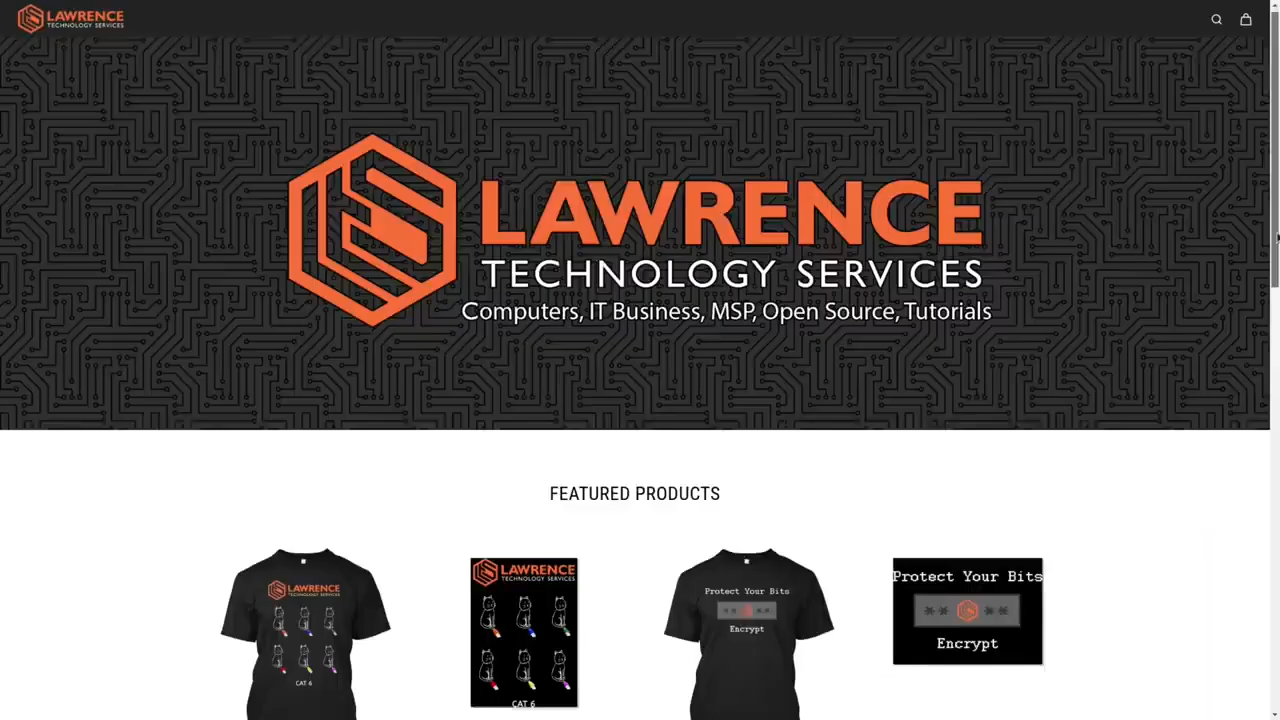 LAWRENCE
TECHNOLOGY SERVICES
LAWRENCE
TECHNOLOGY SERVICES
Computers, IT Business, MSP, Open Source, Tutorials
FEATURED PRODUCTS
LAWRENCE
TECHNOLOGY SERVICES
CAT 6
LAWRENCE
TECHNOLOGY SERVICES
CAT 6
Protect Your Bits
**
**
Encrypt
Protect Your Bits
**
**
Encrypt